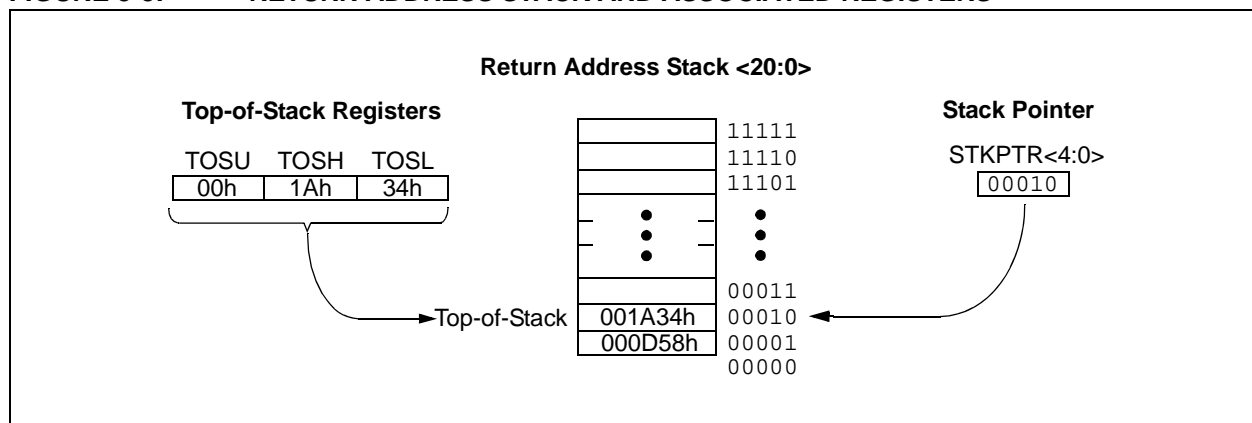 Return Address Stack <20:0>
Top-of-Stack Registers
Stack Pointer
TOSU TOSH TOSL
STKPTR<4:0>
00h 1Ah 34h
00010
11111
11110
11101
00011
Top-of-Stack 001A34h 00010
000D58h 00001
00000